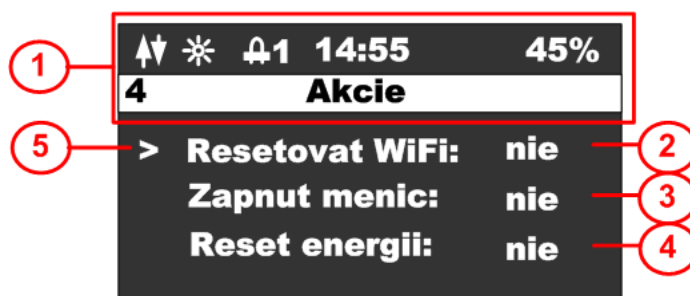 1 14:55 45%
4 Akcie
> Resetovat WiFi: nie
Zapnut menic: nie
Reset energii: nie
1
5
2
3
4